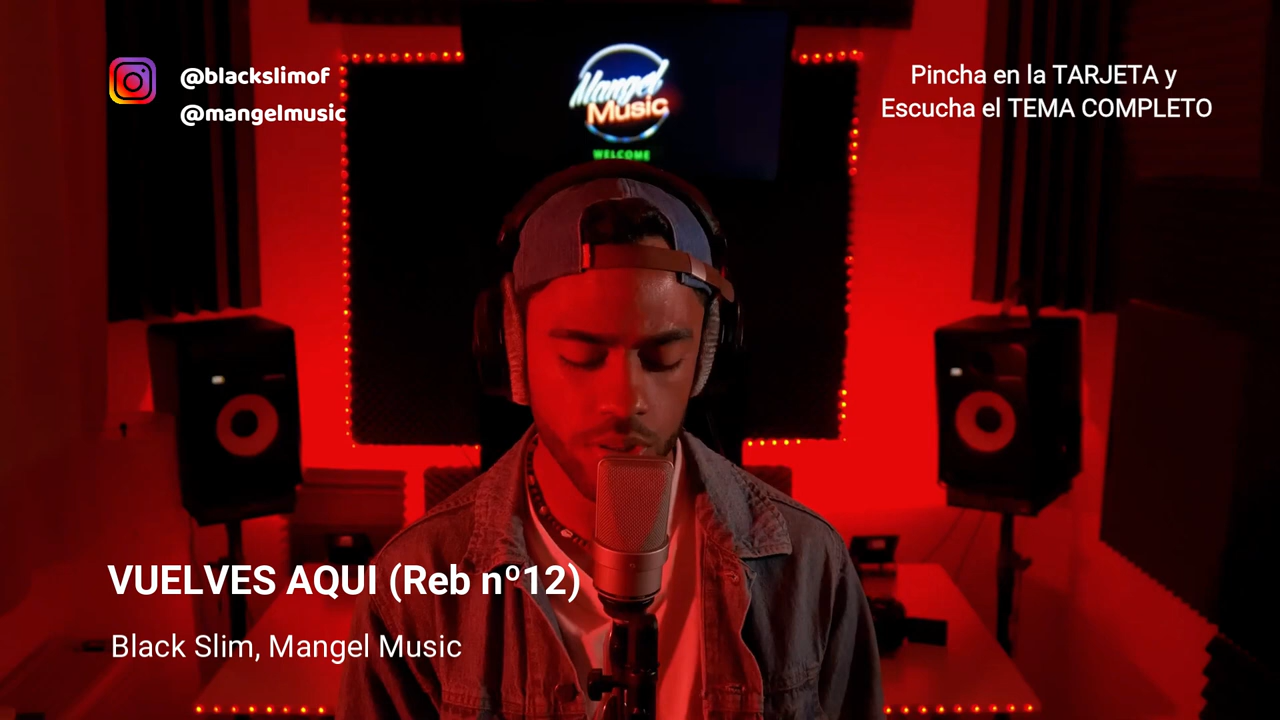 @blackslimof
@mangelmusic
Pincha en la TARJETA y
Escucha el TEMA COMPLETO
Mangel
Music
WELCOME
VUELVES AQUI (Reb nº12)
Black Slim, Mangel Music